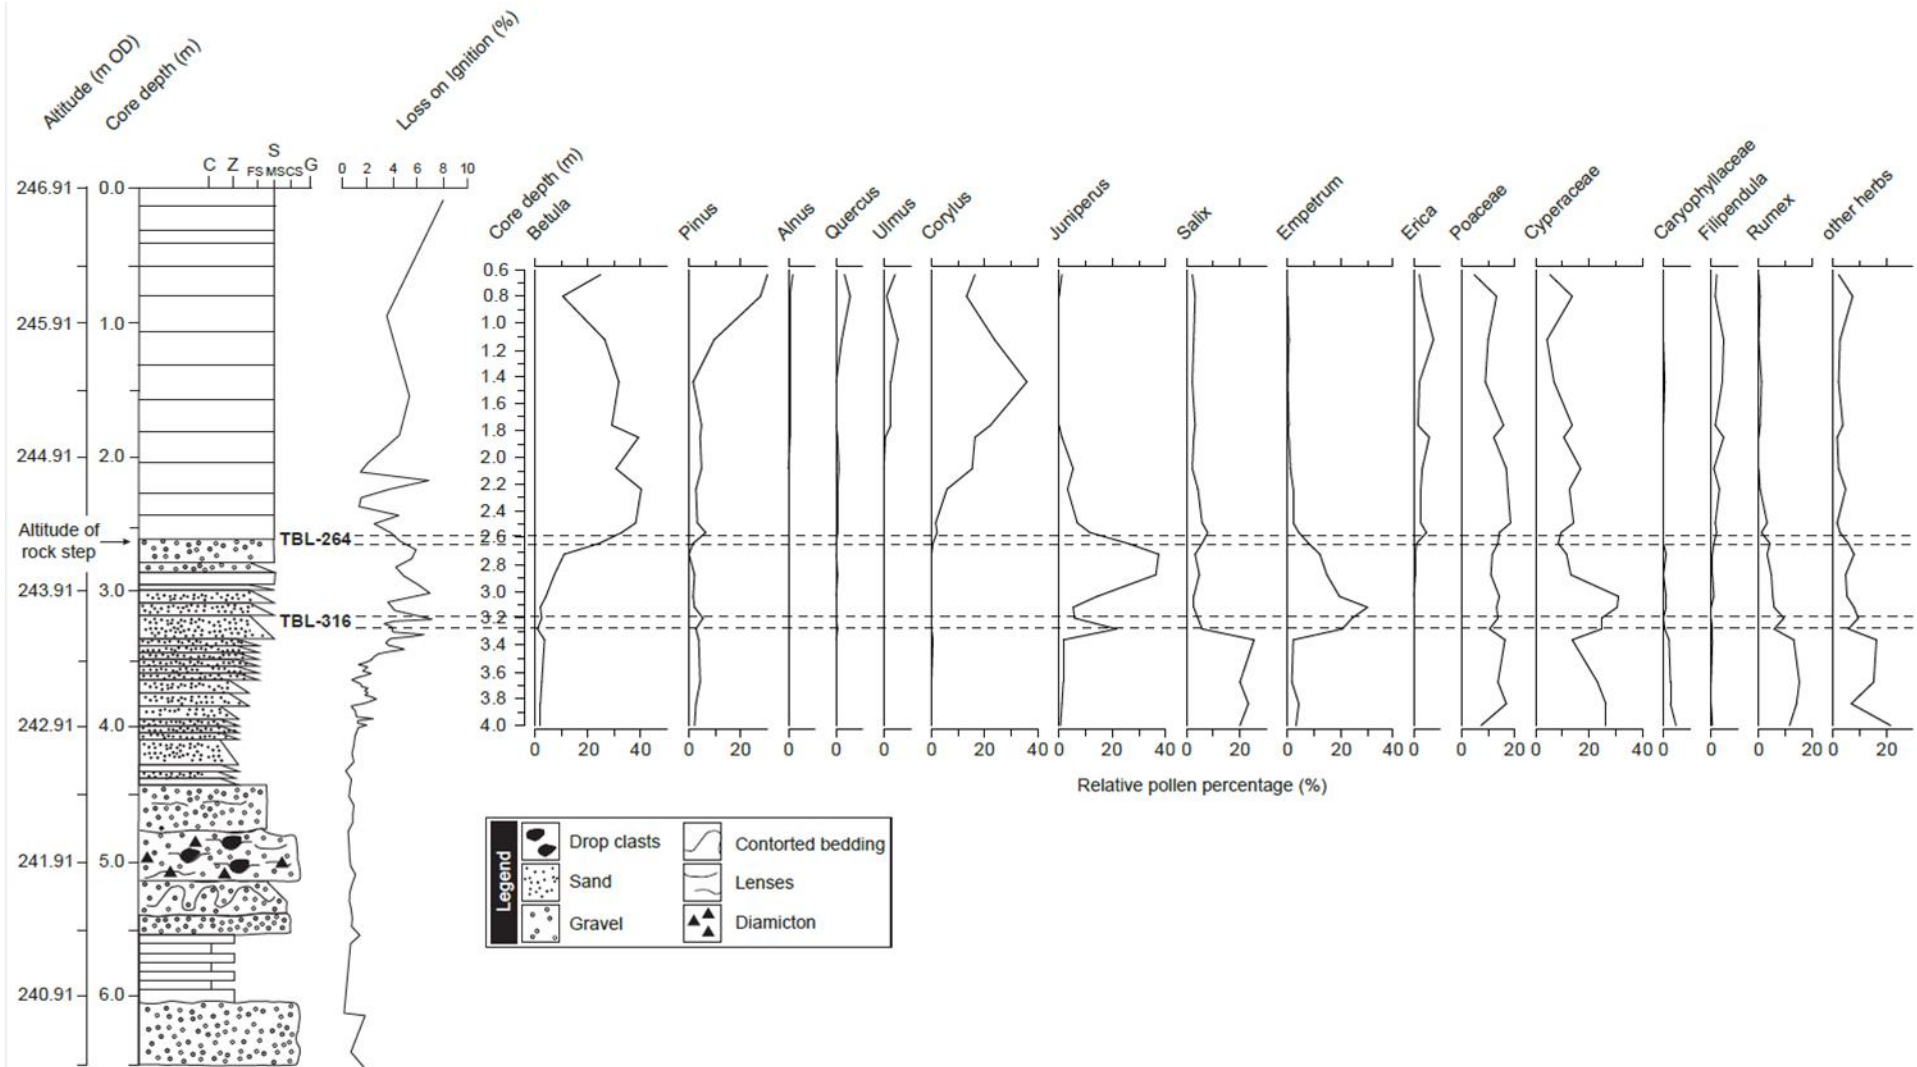 Altitude (m OD)
Core depth (m)
Loss on Ignition (%)
C Z FS S MS CS G
0 2 4 6 8 10
246.91
245.91
244.91
243.91
242.91
241.91
240.91
0.0
1.0
2.0
3.0
4.0
5.0
6.0
Altitude of
rock step
TBL-264
TBL-316
Core depth (m)
Betula
Pinus
Alnus
Quercus
Ulmus
Corylus
Juniperus
Salix
Empetrum
Erica
Poaceae
Cyperaceae
Caryophyllaceae
Filipendula
Rumex
other herbs
0.6
0.8
1.0
1.2
1.4
1.6
1.8
2.0
2.2
2.4
2.6
2.8
3.0
3.2
3.4
3.6
3.8
4.0
0 20 40 0 20 0 0 0 0 20 40 0 20 40 0 20 0 20 40 0 0 20 0 20 40 0 0 0 20 0 20
Relative pollen percentage (%)
Legend
Drop clasts
Contorted bedding
Sand
Lenses
Gravel
Diamicton